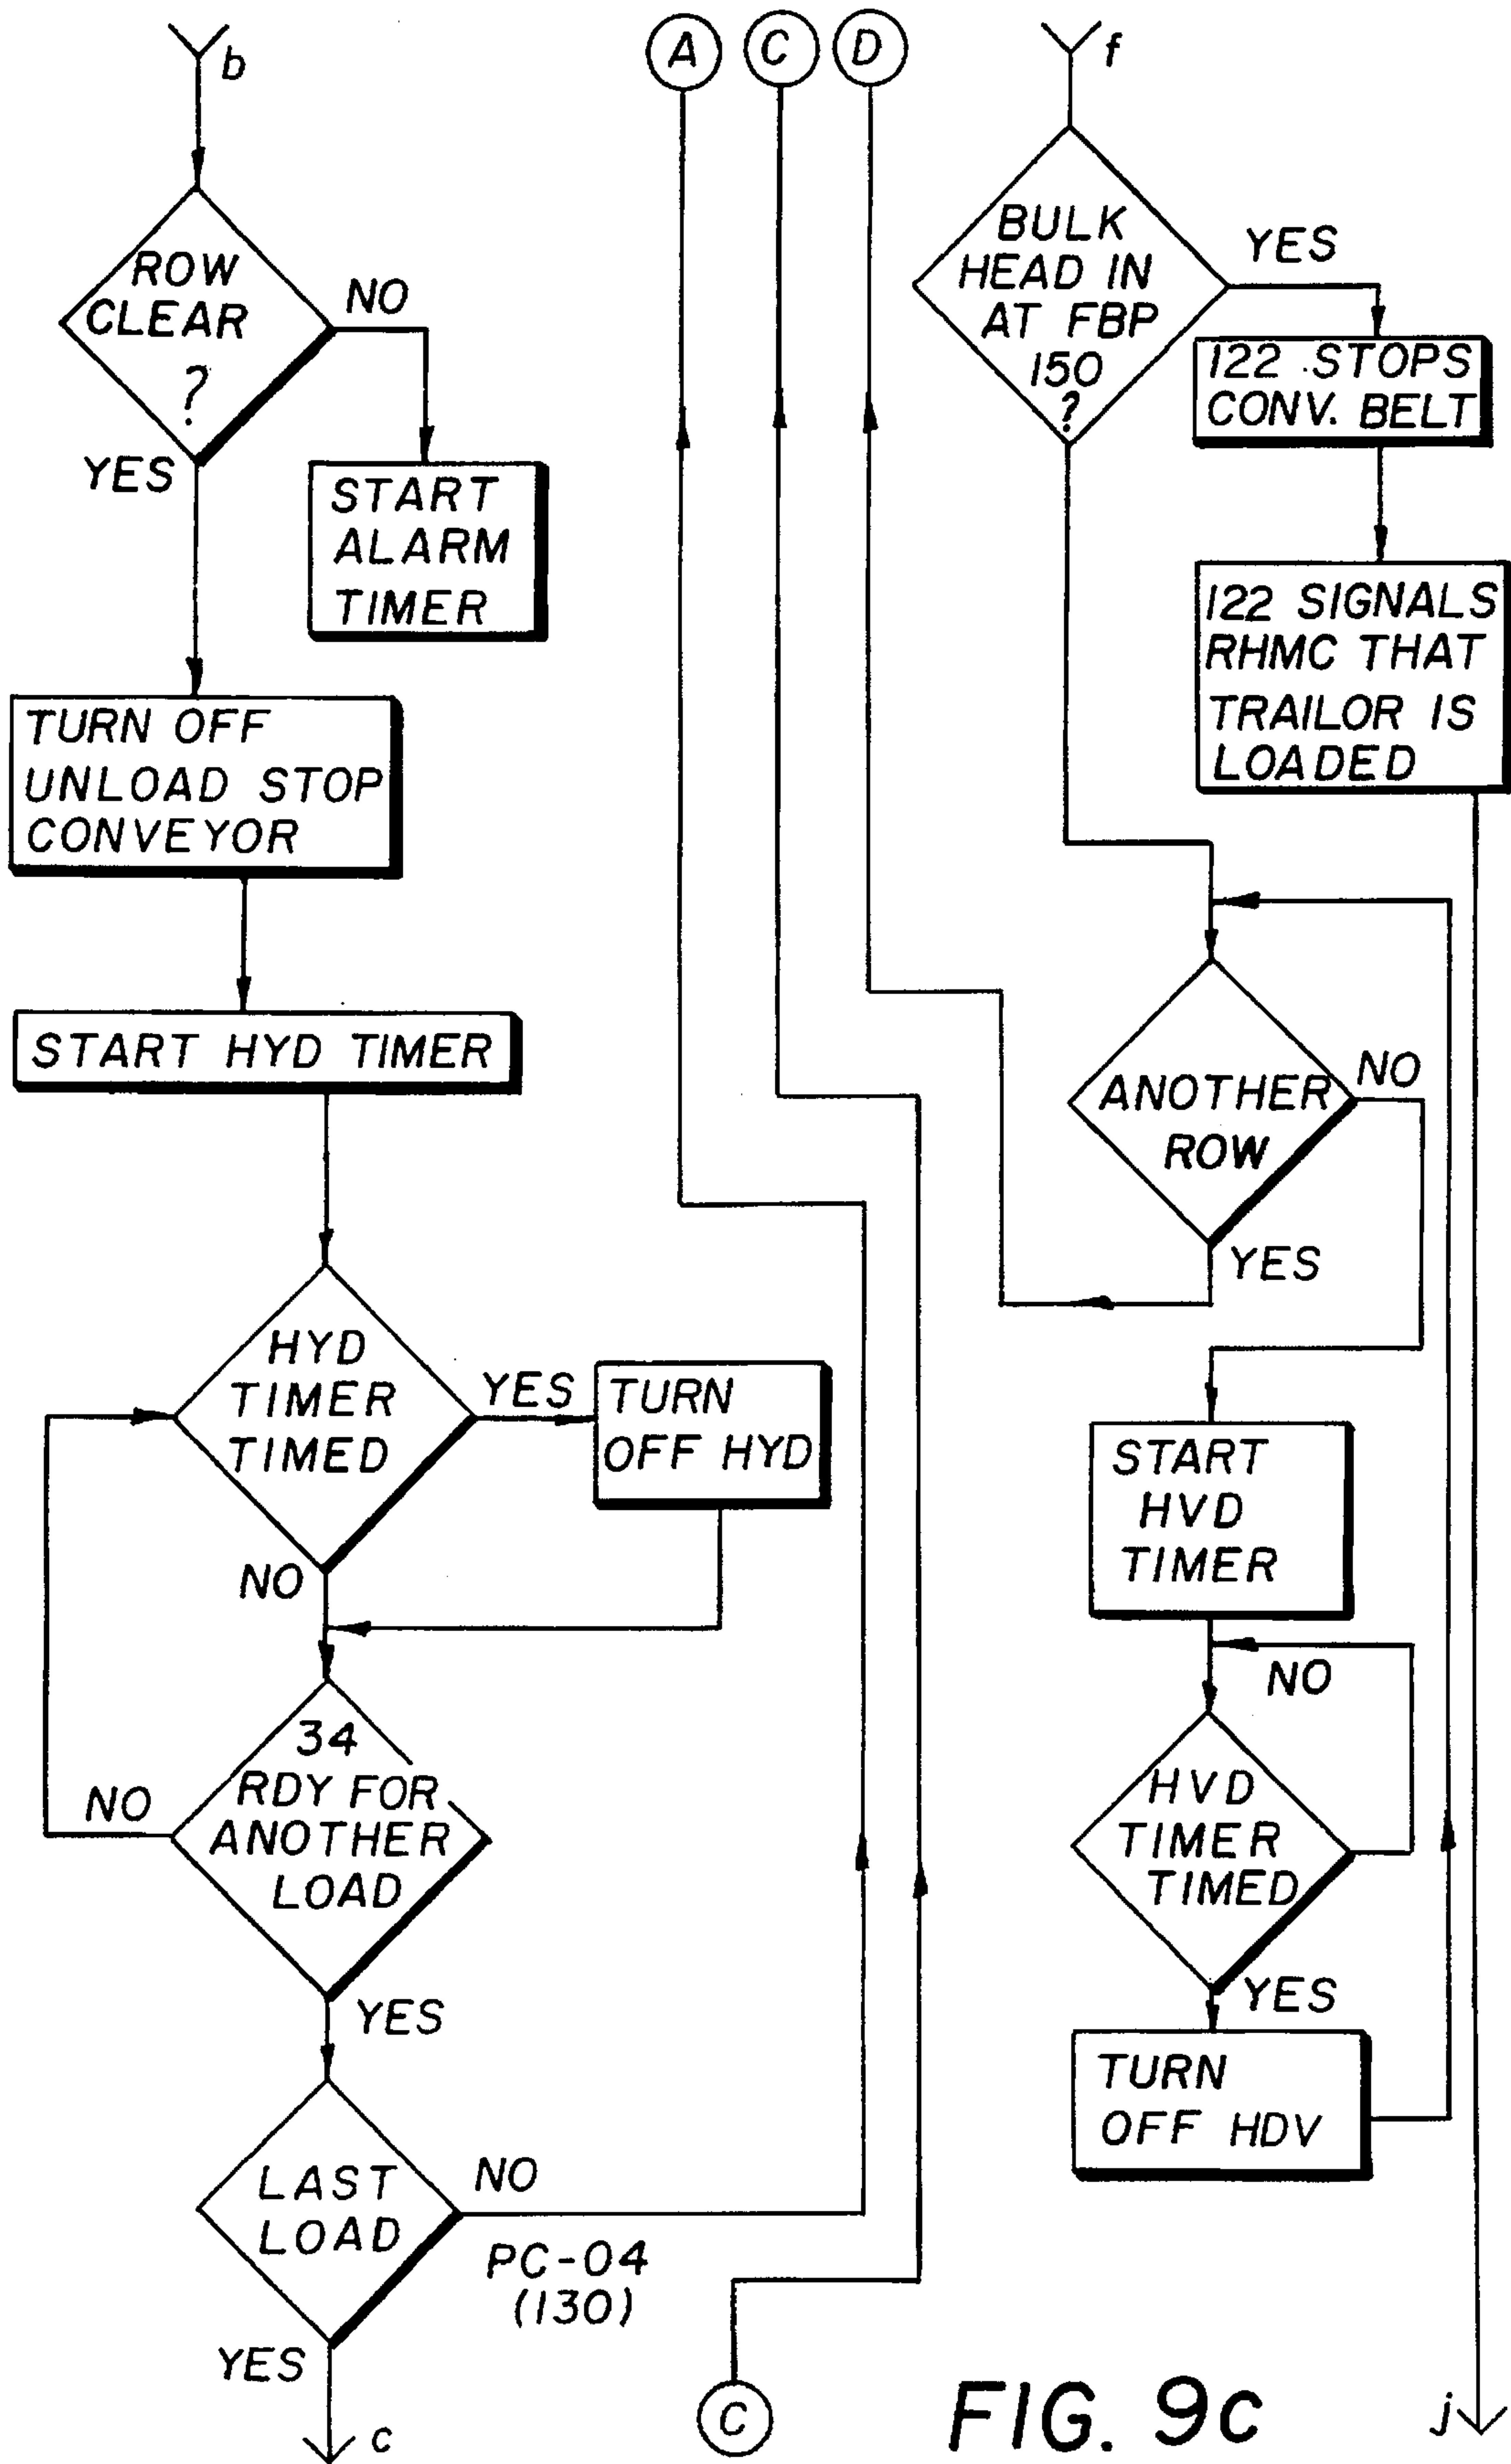 b
A
C
D
f
ROW
CLEAR
?
NO
YES
START
ALARM
TIMER
TURN OFF
UNLOAD STOP
CONVEYOR
START HYD TIMER
HYD
TIMER
TIMED
YES
TURN
OFF HYD
NO
34
RDY FOR
ANOTHER
LOAD
NO
YES
LAST
LOAD
NO
PC-04
(130)
YES
c
C
BULK
HEAD IN
AT FBP
150
?
YES
122 STOPS
CONV. BELT
122 SIGNALS
RHMC THAT
TRAILOR IS
LOADED
ANOTHER
ROW
NO
YES
START
HVD
TIMER
NO
HVD
TIMER
TIMED
YES
TURN
OFF HDV
j
FIG. 9c